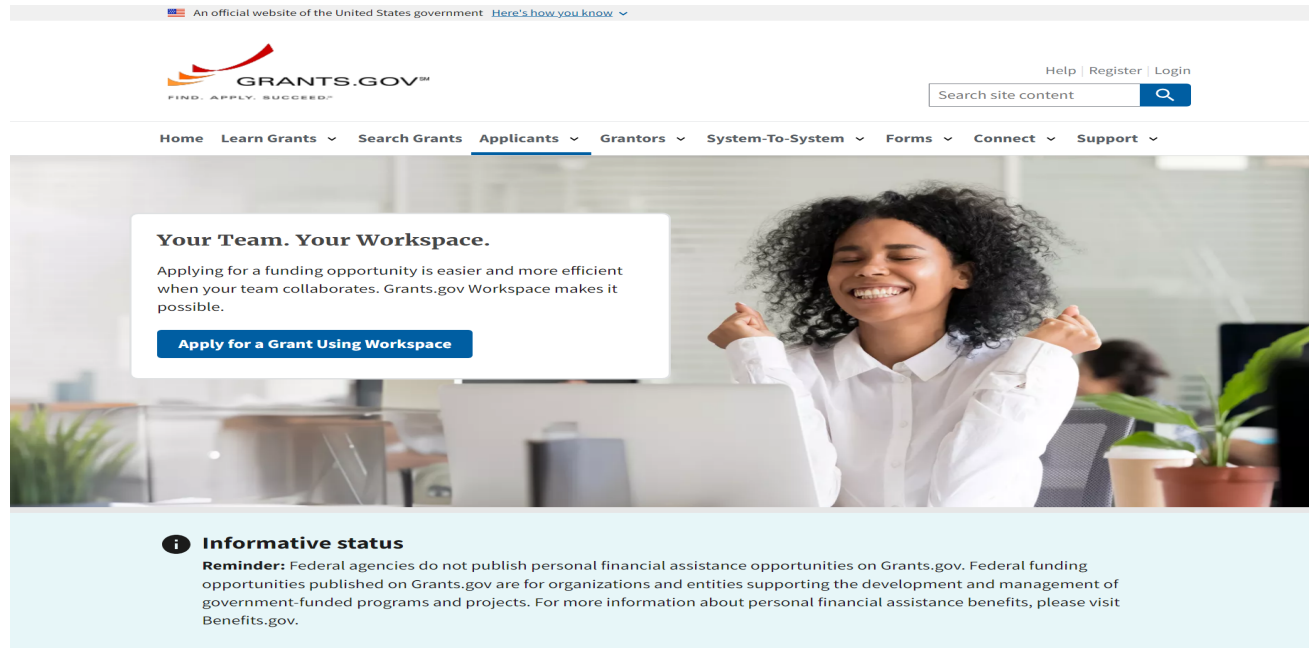 An official website of the United States government Here's how you know
GRANTS.GOV℠
FIND. APPLY. SUCCEED.℠
Help | Register | Login
Search site content
Home Learn Grants Search Grants Applicants Grantors System-To-System Forms Connect Support
Your Team. Your Workspace.
Applying for a funding opportunity is easier and more efficient
when your team collaborates. Grants.gov Workspace makes it
possible.
Apply for a Grant Using Workspace
Informative status
Reminder: Federal agencies do not publish personal financial assistance opportunities on Grants.gov. Federal funding
opportunities published on Grants.gov are for organizations and entities supporting the development and management of
government-funded programs and projects. For more information about personal financial assistance benefits, please visit
Benefits.gov.